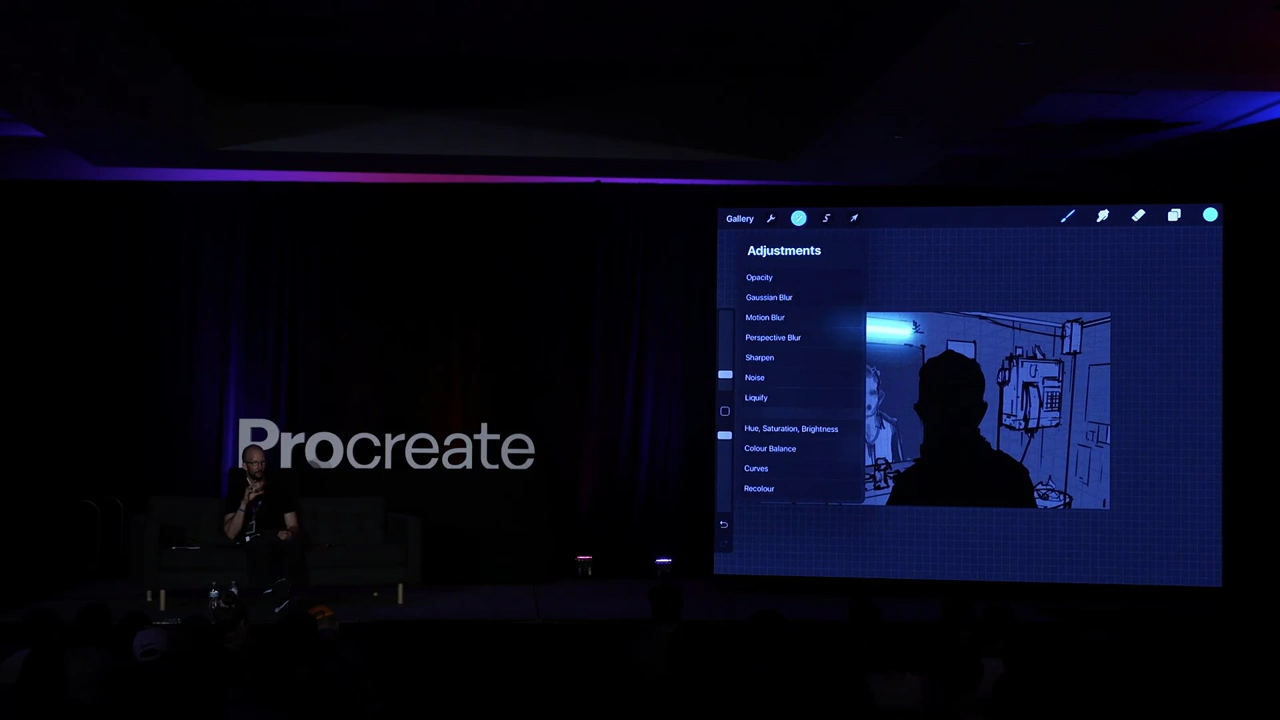 Procreate
Gallery
Adjustments
Opacity
Gaussian Blur
Motion Blur
Perspective Blur
Sharpen
Noise
Liquify
Hue, Saturation, Brightness
Colour Balance
Curves
Recolour